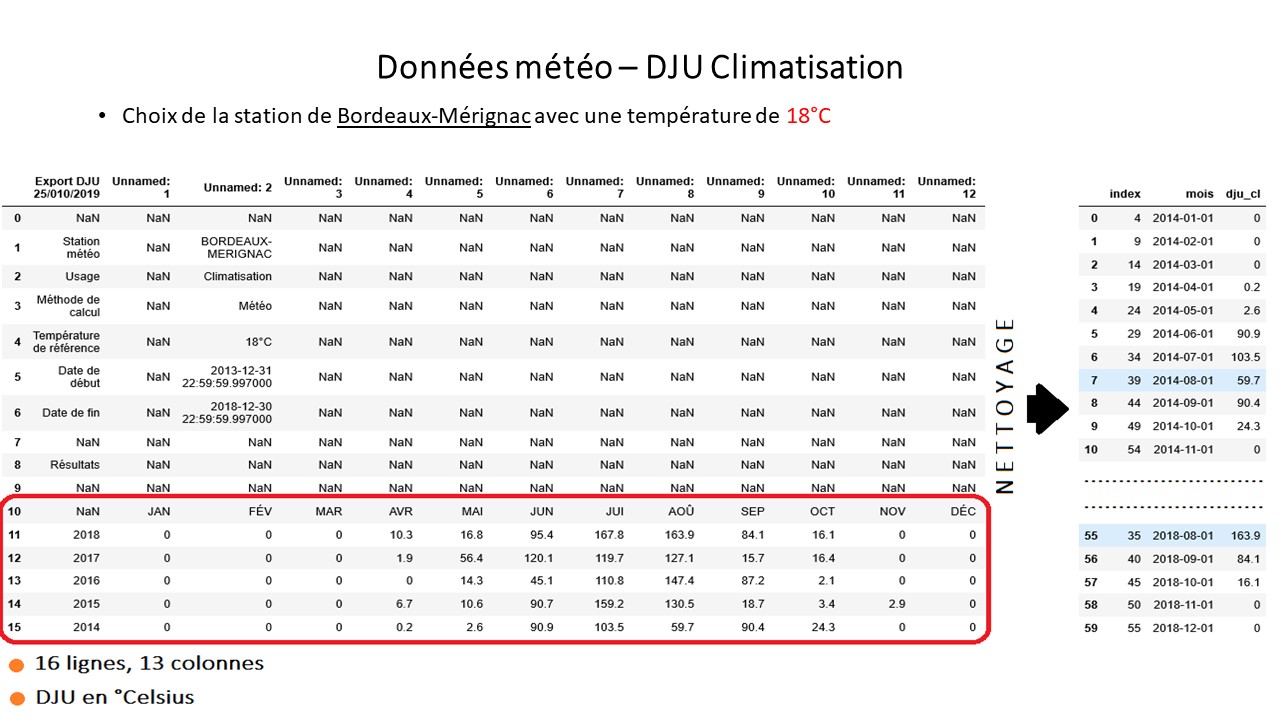 Données météo – DJU Climatisation
• Choix de la station de Bordeaux-Mérignac avec une température de 18°C
Export DJU 25/010/2019 Unnamed: 1 Unnamed: 2 Unnamed: 3 Unnamed: 4 Unnamed: 5 Unnamed: 6 Unnamed: 7 Unnamed: 8 Unnamed: 9 Unnamed: 10 Unnamed: 11 Unnamed: 12
0 NaN NaN NaN NaN NaN NaN NaN NaN NaN NaN NaN NaN NaN
1 Station météo NaN BORDEAUX-MERIGNAC NaN NaN NaN NaN NaN NaN NaN NaN NaN NaN
2 Usage NaN Climatisation NaN NaN NaN NaN NaN NaN NaN NaN NaN NaN
3 Méthode de calcul NaN Météo NaN NaN NaN NaN NaN NaN NaN NaN NaN NaN
4 Température de référence NaN 18°C NaN NaN NaN NaN NaN NaN NaN NaN NaN NaN
5 Date de début NaN 2013-12-31 22:59:59.997000 NaN NaN NaN NaN NaN NaN NaN NaN NaN NaN
6 Date de fin NaN 2018-12-30 22:59:59.997000 NaN NaN NaN NaN NaN NaN NaN NaN NaN NaN
7 NaN NaN NaN NaN NaN NaN NaN NaN NaN NaN NaN NaN NaN
8 Résultats NaN NaN NaN NaN NaN NaN NaN NaN NaN NaN NaN NaN
9 NaN NaN NaN NaN NaN NaN NaN NaN NaN NaN NaN NaN NaN
10 NaN JAN FÉV MAR AVR MAI JUN JUI AOÛ SEP OCT NOV DÉC
11 2018 0 0 0 10.3 16.8 95.4 167.8 163.9 84.1 16.1 0 0
12 2017 0 0 0 1.9 56.4 120.1 119.7 127.1 15.7 16.4 0 0
13 2016 0 0 0 0 14.3 45.1 110.8 147.4 87.2 2.1 0 0
14 2015 0 0 0 6.7 10.6 90.7 159.2 130.5 18.7 3.4 2.9 0
15 2014 0 0 0 0.2 2.6 90.9 103.5 59.7 90.4 24.3 0 0
NETTOYAGE
index mois dju_cl
0 4 2014-01-01 0
1 9 2014-02-01 0
2 14 2014-03-01 0
3 19 2014-04-01 0.2
4 24 2014-05-01 2.6
5 29 2014-06-01 90.9
6 34 2014-07-01 103.5
7 39 2014-08-01 59.7
8 44 2014-09-01 90.4
9 49 2014-10-01 24.3
10 54 2014-11-01 0
55 35 2018-08-01 163.9
56 40 2018-09-01 84.1
57 45 2018-10-01 16.1
58 50 2018-11-01 0
59 55 2018-12-01 0
16 lignes, 13 colonnes
DJU en °Celsius